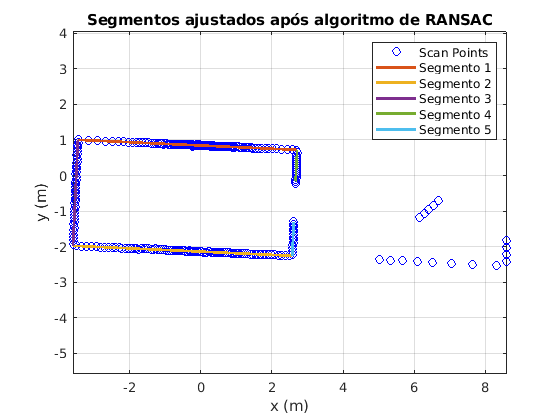 Segmentos ajustados após algoritmo de RANSAC
Scan Points
Segmento 1
Segmento 2
Segmento 3
Segmento 4
Segmento 5
4
3
2
1
0
-1
-2
-3
-4
-5
y (m)
-2
0
2
4
6
8
x (m)